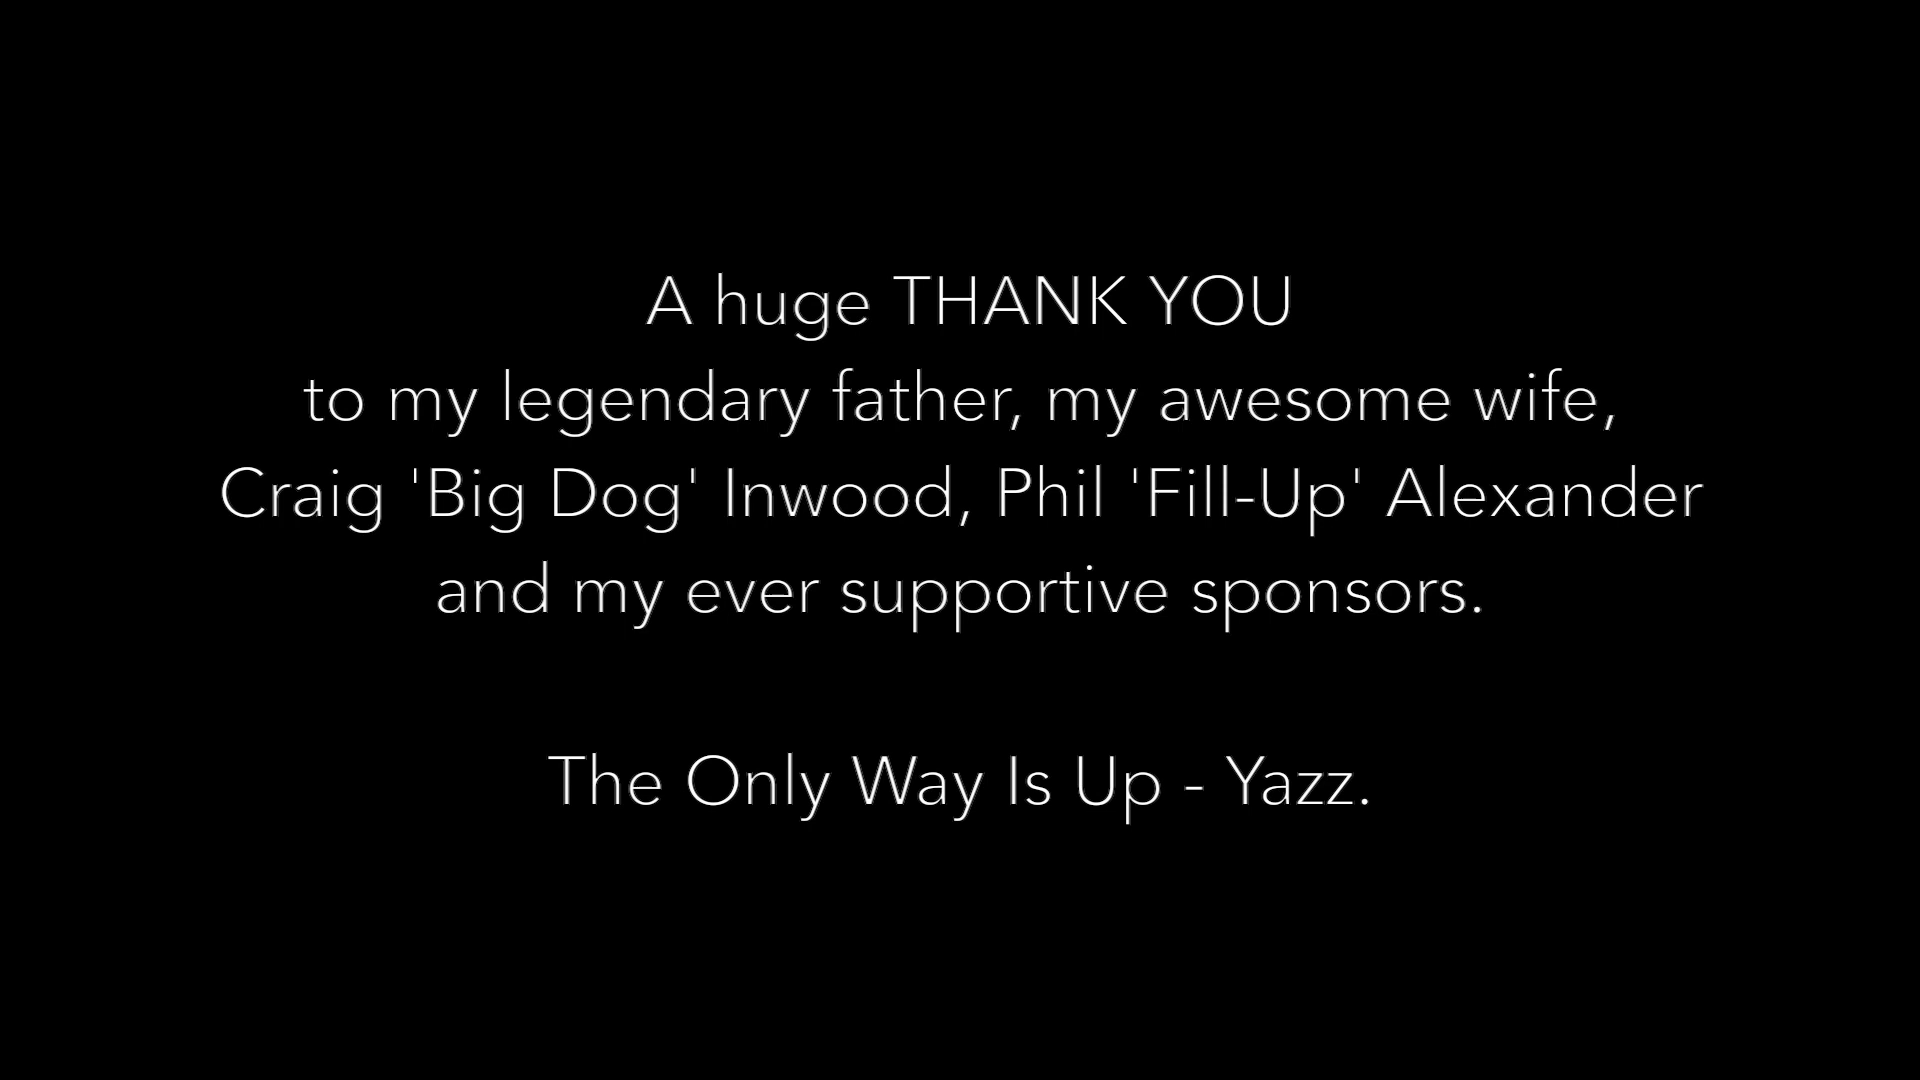 A huge THANK YOU
to my legendary father, my awesome wife,
Craig 'Big Dog' Inwood, Phil 'Fill-Up' Alexander
and my ever supportive sponsors.
The Only Way Is Up - Yazz.